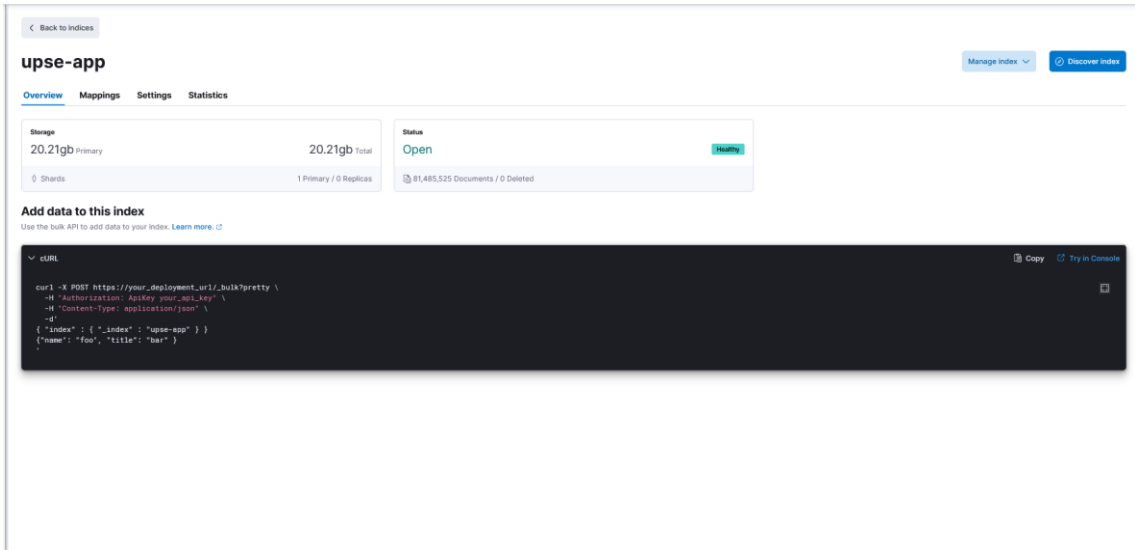 Back to indices
upse-app
Manage index
Discover index
Overview Mappings Settings Statistics
Storage
20.21gb Primary 20.21gb Total
Shards 1 Primary / 0 Replicas
Status
Open Healthy
81,485,525 Documents / 0 Deleted
Add data to this index
Use the bulk API to add data to your index. Learn more.
cURL Copy Try in Console
curl -X POST https://your_deployment_url/_bulk?pretty \
-H "Authorization: ApiKey your_api_key" \
-H "Content-Type: application/json" \
-d'
{ "index" : { "_index" : "upse-app" } }
{"name": "foo", "title": "bar" }
'